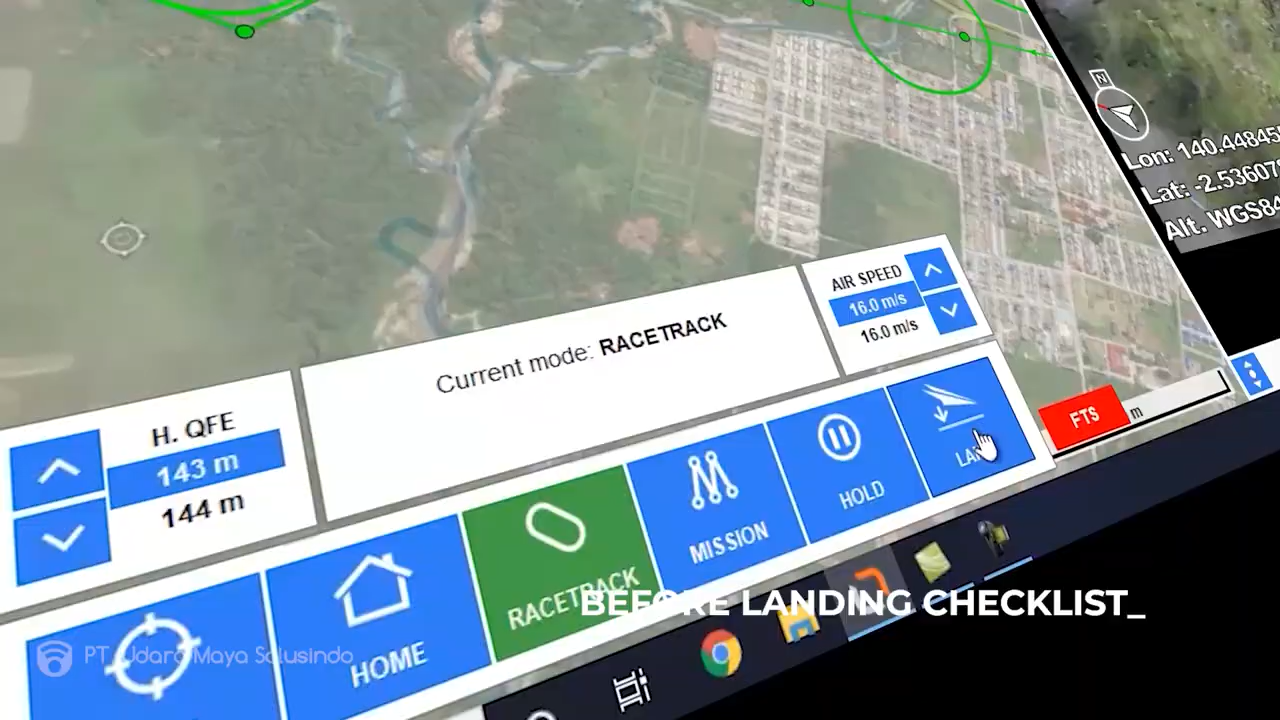 N
Lon: 140.44845
Lat: -2.53607
Alt. WGS84
AIR SPEED
16.0 m/s
16.0 m/s
Current mode: RACETRACK
H. QFE
143 m
144 m
FTS
m
HOME
RACETRACK
MISSION
HOLD
BEFORE LANDING CHECKLIST_
PT. Udara Maya Solusindo